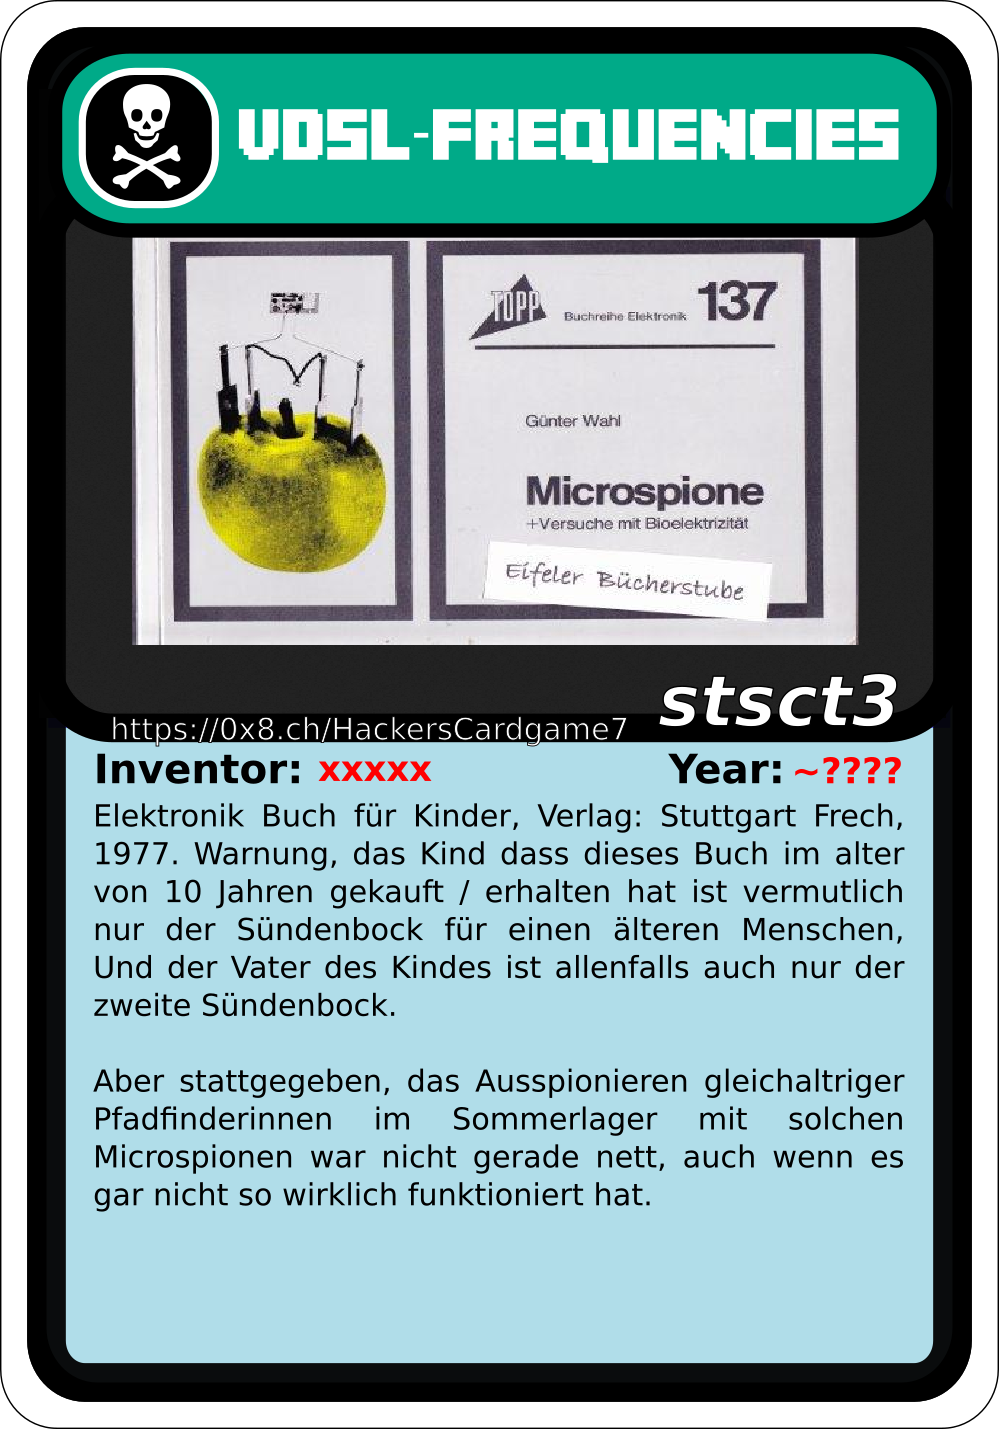 VDSL-FREQUENCIES
TOPP
Buchreihe Elektronik
137
Günter Wahl
Microspione
+Versuche mit Bioelektrizität
Eifeler Bücherstube
stsct3
https://0x8.ch/HackersCardgame7
Inventor: xxxxx
Year: ~????
Elektronik Buch für Kinder, Verlag: Stuttgart Frech,
1977. Warnung, das Kind dass dieses Buch im alter
von 10 Jahren gekauft / erhalten hat ist vermutlich
nur der Sündenbock für einen älteren Menschen,
Und der Vater des Kindes ist allenfalls auch nur der
zweite Sündenbock.
Aber stattgegeben, das Ausspionieren gleichaltriger
Pfadfinderinnen im Sommerlager mit solchen
Microspionen war nicht gerade nett, auch wenn es
gar nicht so wirklich funktioniert hat.